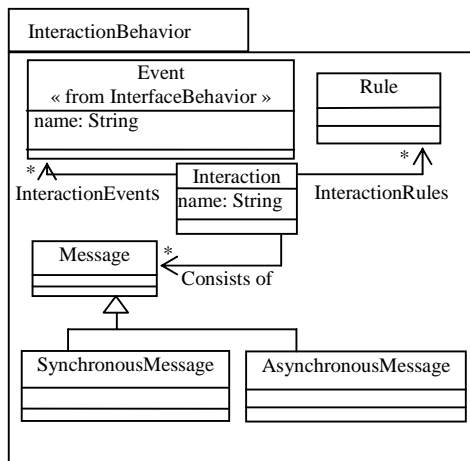 InteractionBehavior
Event
« from InterfaceBehavior »
name: String
Rule
*
*
InteractionEvents
Interaction
name: String
InteractionRules
Message
*
Consists of
SynchronousMessage
AsynchronousMessage